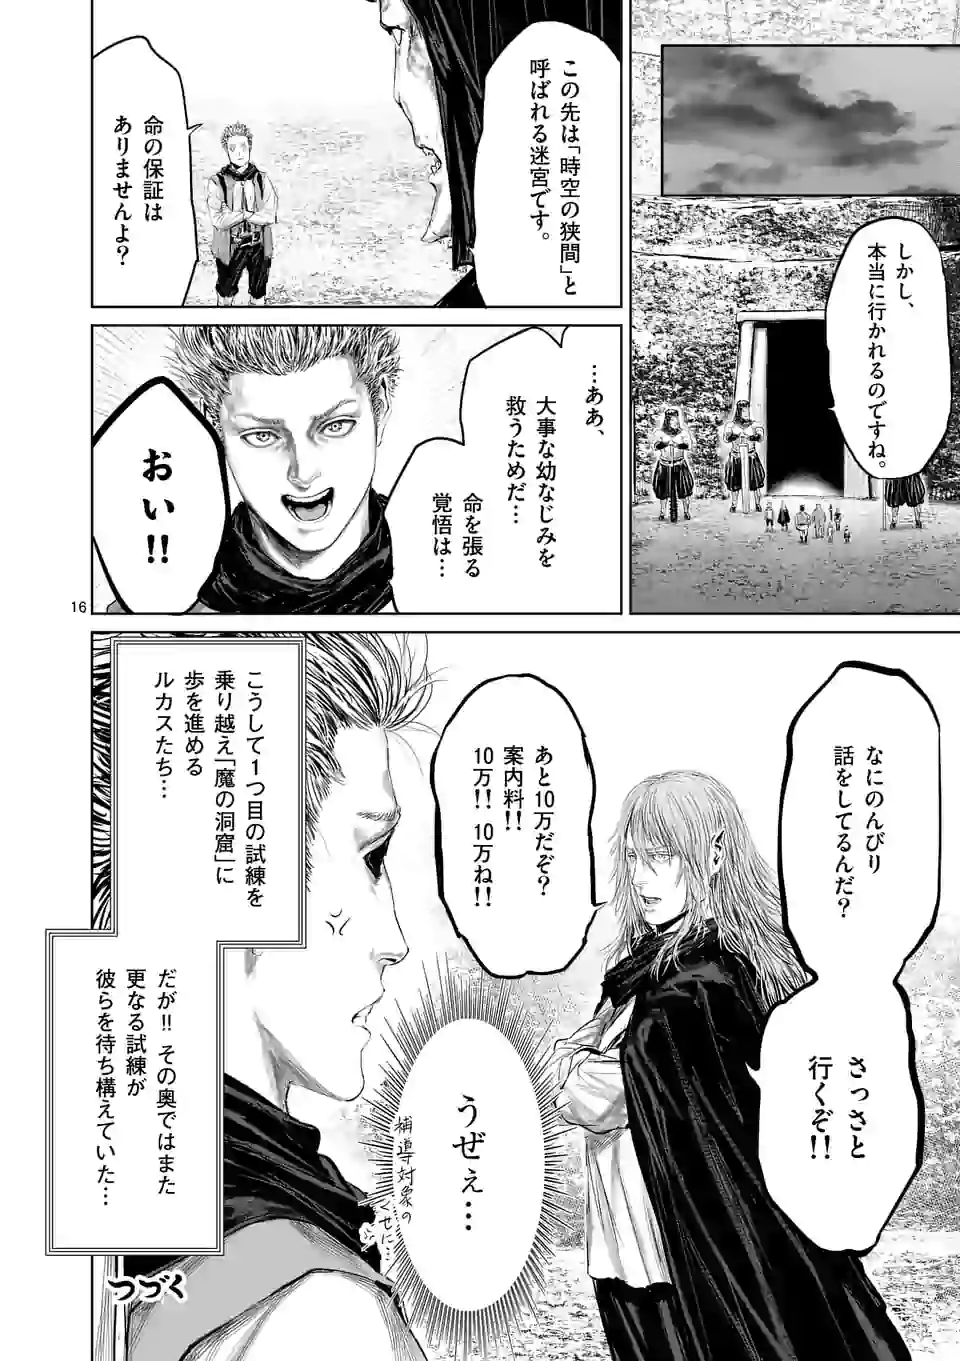 しかし、
本当に行かれるのですね。
この先は「時空の狭間」と
呼ばれる迷宮です。
命の保証は
ありませんよ？
…ああ、
大事な幼なじみを
救うためだ…
命を張る
覚悟は…
おい!!
16
なにのんびり
話をしてるんだ？
さっさと
行くぞ!!
あと10万だぞ？
案内料!!
10万!! 10万ね!!
うぜぇ…
補導対象の
くせに…
こうして1つ目の試練を
乗り越え「魔の洞窟」に
歩を進める
ルカスたち…
だが!! その奥ではまた
更なる試練が
彼らを待ち構えていた…
つづく